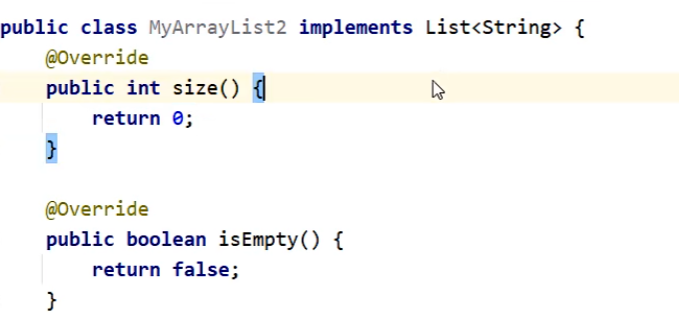 public class MyArrayList2 implements List<String> {
@Override
public int size() {
return 0;
}
@Override
public boolean isEmpty() {
return false;
}